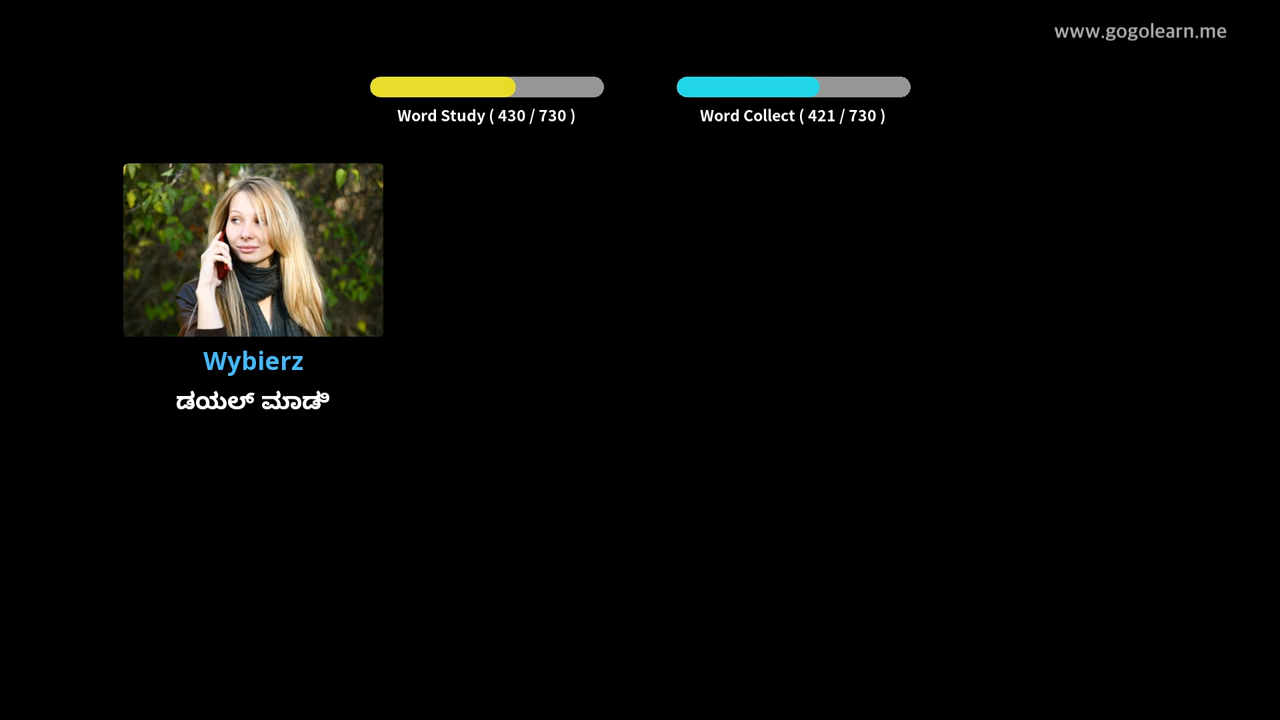 www.gogolearn.me
Word Study ( 430 / 730 )
Word Collect ( 421 / 730 )
Wybierz
ಡಯಲ್ ಮಾಡಿ